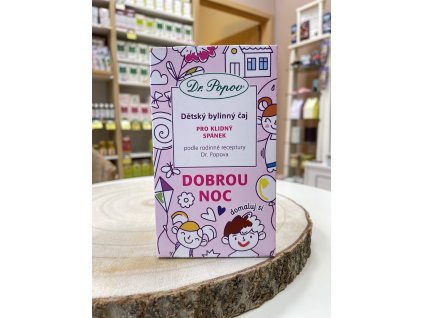 Dr. Popov
Dětský bylinný čaj
PRO KLIDNÝ
SPÁNEK
podle rodinné receptury
Dr. Popova
DOBROU
NOC
domaluj si